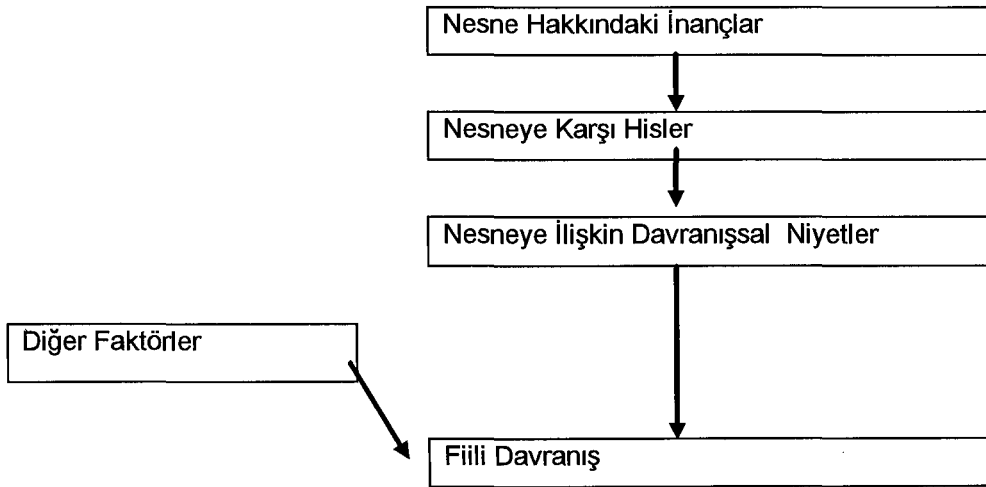 Nesne Hakkındaki İnançlar
Nesneye Karşı Hisler
Nesneye İlişkin Davranışsal Niyetler
Diğer Faktörler
Fiili Davranış